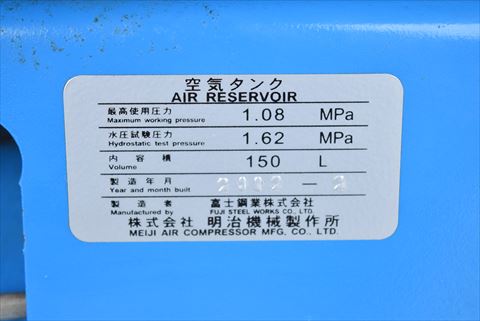 空気タンク
AIR RESERVOIR
最高使用圧力 1.08 MPa
Maximum working pressure
水圧試験圧力 1.62 MPa
Hydrostatic test pressure
内容積 150 L
Volume
製造年月
Year and month built
製造者 富士鋼業株式会社
Manufactured by FUJI STEEL WORKS CO., LTD.
株式会社 明治機械製作所
MEIJI AIR COMPRESSOR MFG. CO., LTD.